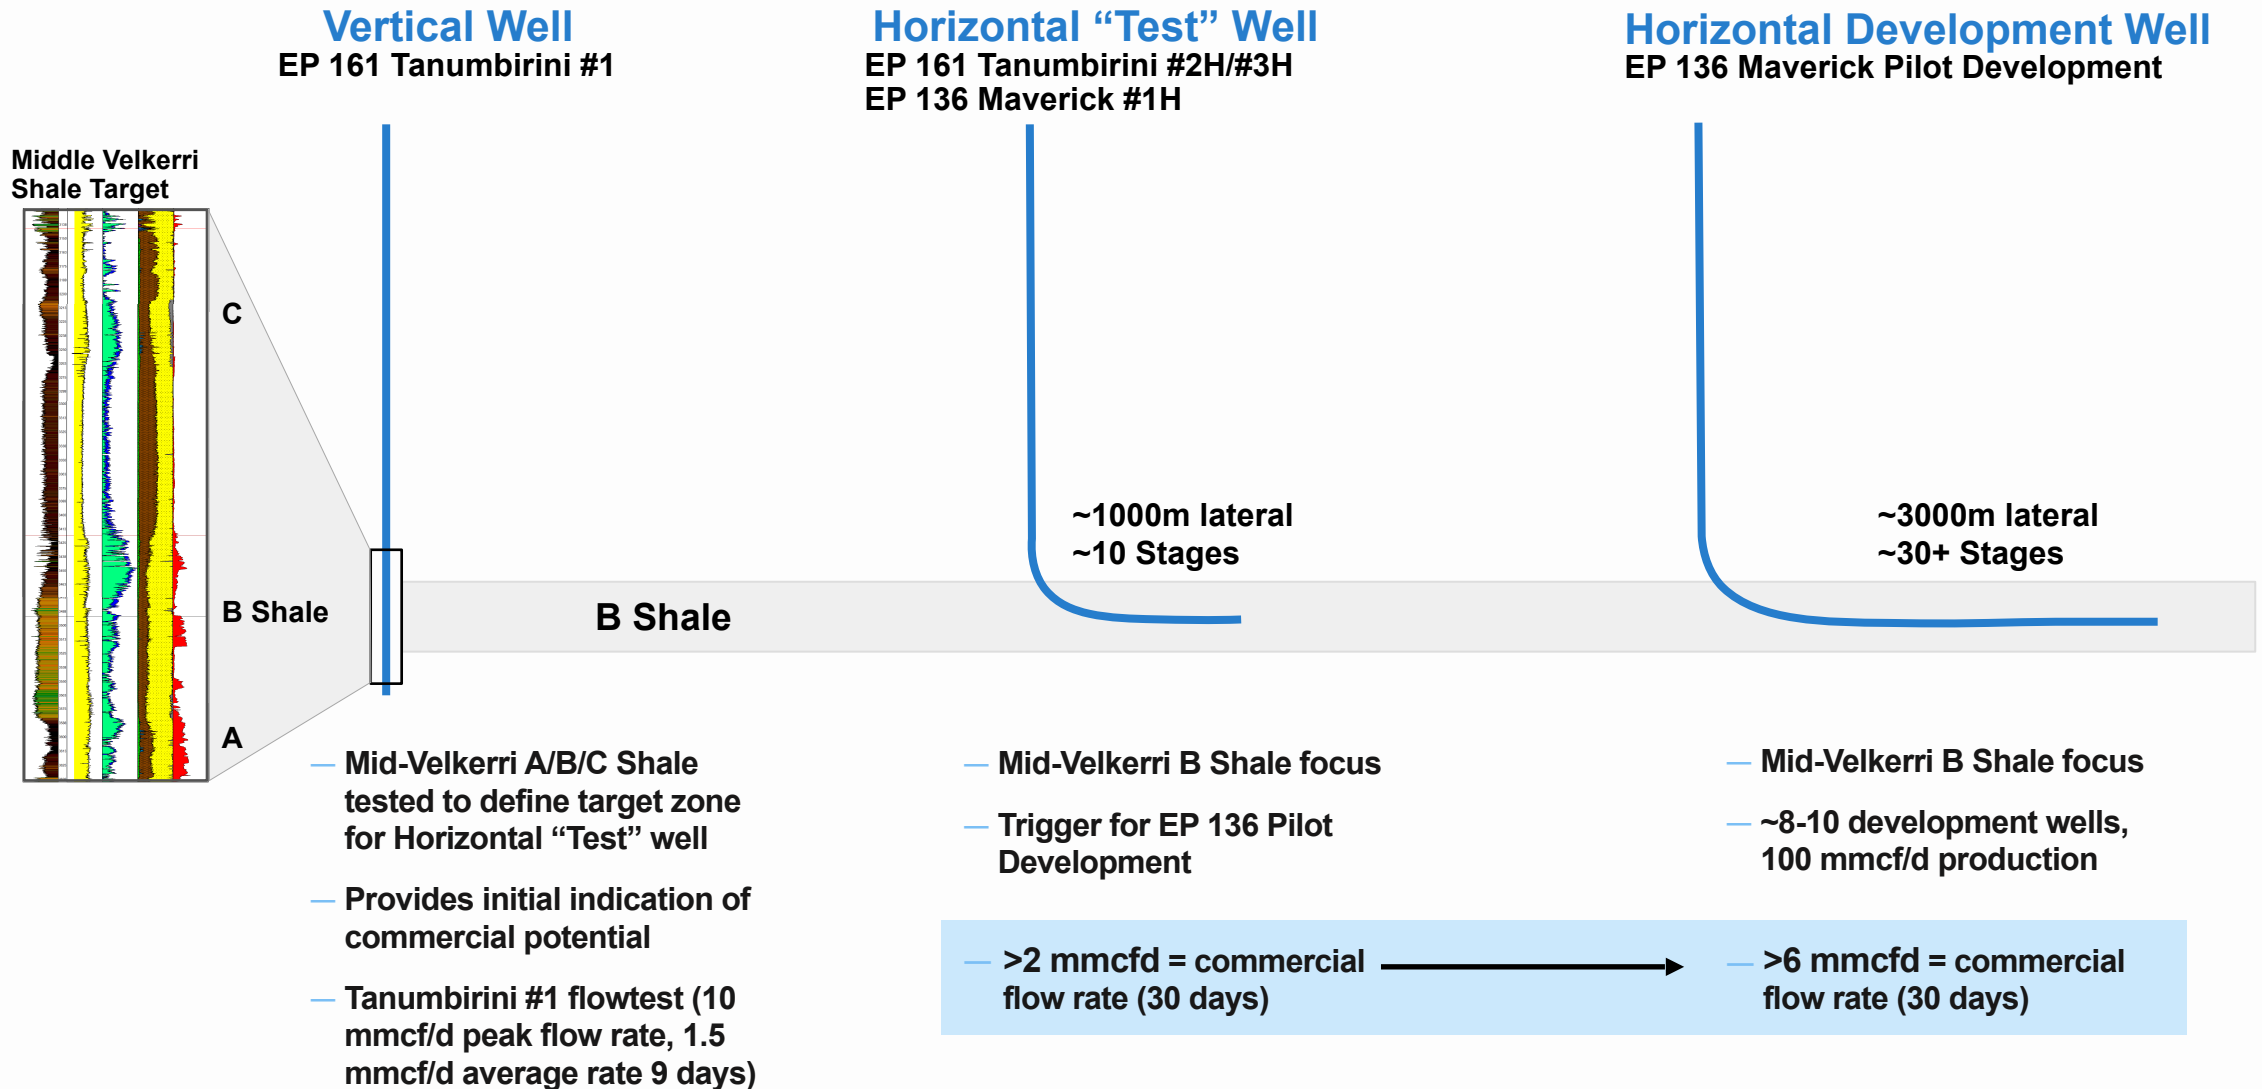 Vertical Well
EP 161 Tanumbirini #1
Horizontal “Test” Well
EP 161 Tanumbirini #2H/#3H
EP 136 Maverick #1H
Horizontal Development Well
EP 136 Maverick Pilot Development
Middle Velkerri
Shale Target
C
B Shale
A
B Shale
~1000m lateral
~10 Stages
~3000m lateral
~30+ Stages
— Mid-Velkerri A/B/C Shale
tested to define target zone
for Horizontal “Test” well
— Provides initial indication of
commercial potential
— Tanumbirini #1 flowtest (10
mmcf/d peak flow rate, 1.5
mmcf/d average rate 9 days)
— Mid-Velkerri B Shale focus
— Trigger for EP 136 Pilot
Development
— >2 mmcfd = commercial
flow rate (30 days)
— Mid-Velkerri B Shale focus
— ~8-10 development wells,
100 mmcf/d production
— >6 mmcfd = commercial
flow rate (30 days)